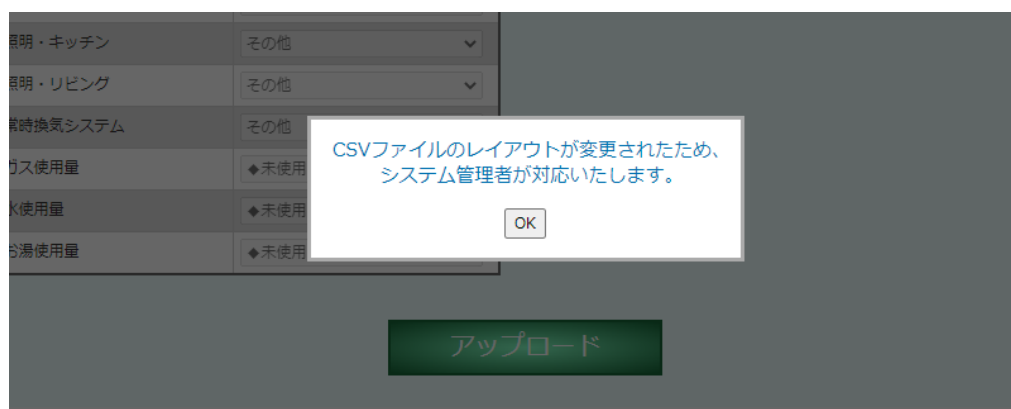 照明・キッチン その他
照明・リビング その他
常時換気システム その他
ガス使用量 ◆未使用
水使用量 ◆未使用
お湯使用量 ◆未使用
CSVファイルのレイアウトが変更されたため、
システム管理者が対応いたします。
OK
アップロード